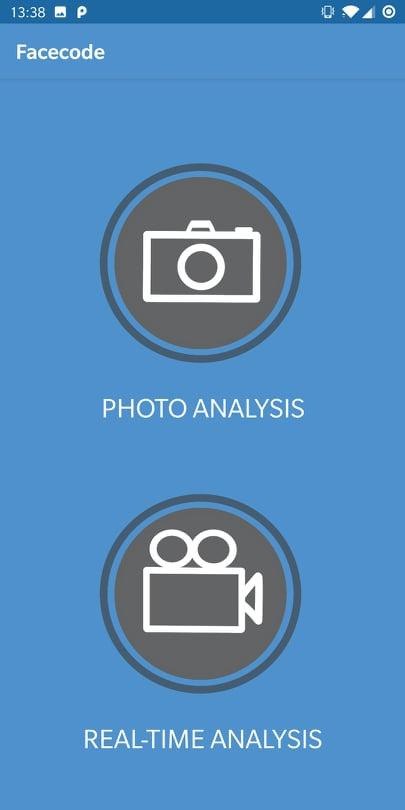 13:38
Facecode
PHOTO ANALYSIS
REAL-TIME ANALYSIS